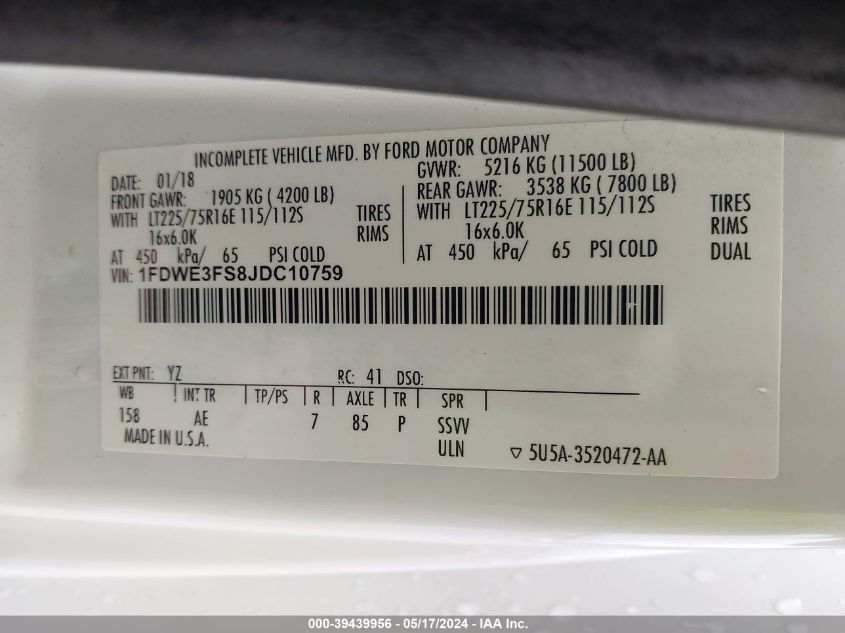 INCOMPLETE VEHICLE MFD. BY FORD MOTOR COMPANY
DATE: 01/18 GVWR: 5216 KG (11500 LB)
FRONT GAWR: 1905 KG ( 4200 LB) REAR GAWR: 3538 KG ( 7800 LB)
WITH LT225/75R16E 115/112S TIRES WITH LT225/75R16E 115/112S TIRES
16x6.0K RIMS 16x6.0K RIMS
AT 450 kPa/ 65 PSI COLD AT 450 kPa/ 65 PSI COLD DUAL
VIN: 1FDWE3FS8JDC10759
EXT PNT: YZ RC: 41 DSO:
WB INT TR TP/PS R AXLE TR SPR
158 AE 7 85 P SSVV
MADE IN U.S.A. ULN ▽ 5U5A-3520472-AA
000-39439956 - 05/17/2024 - IAA Inc.